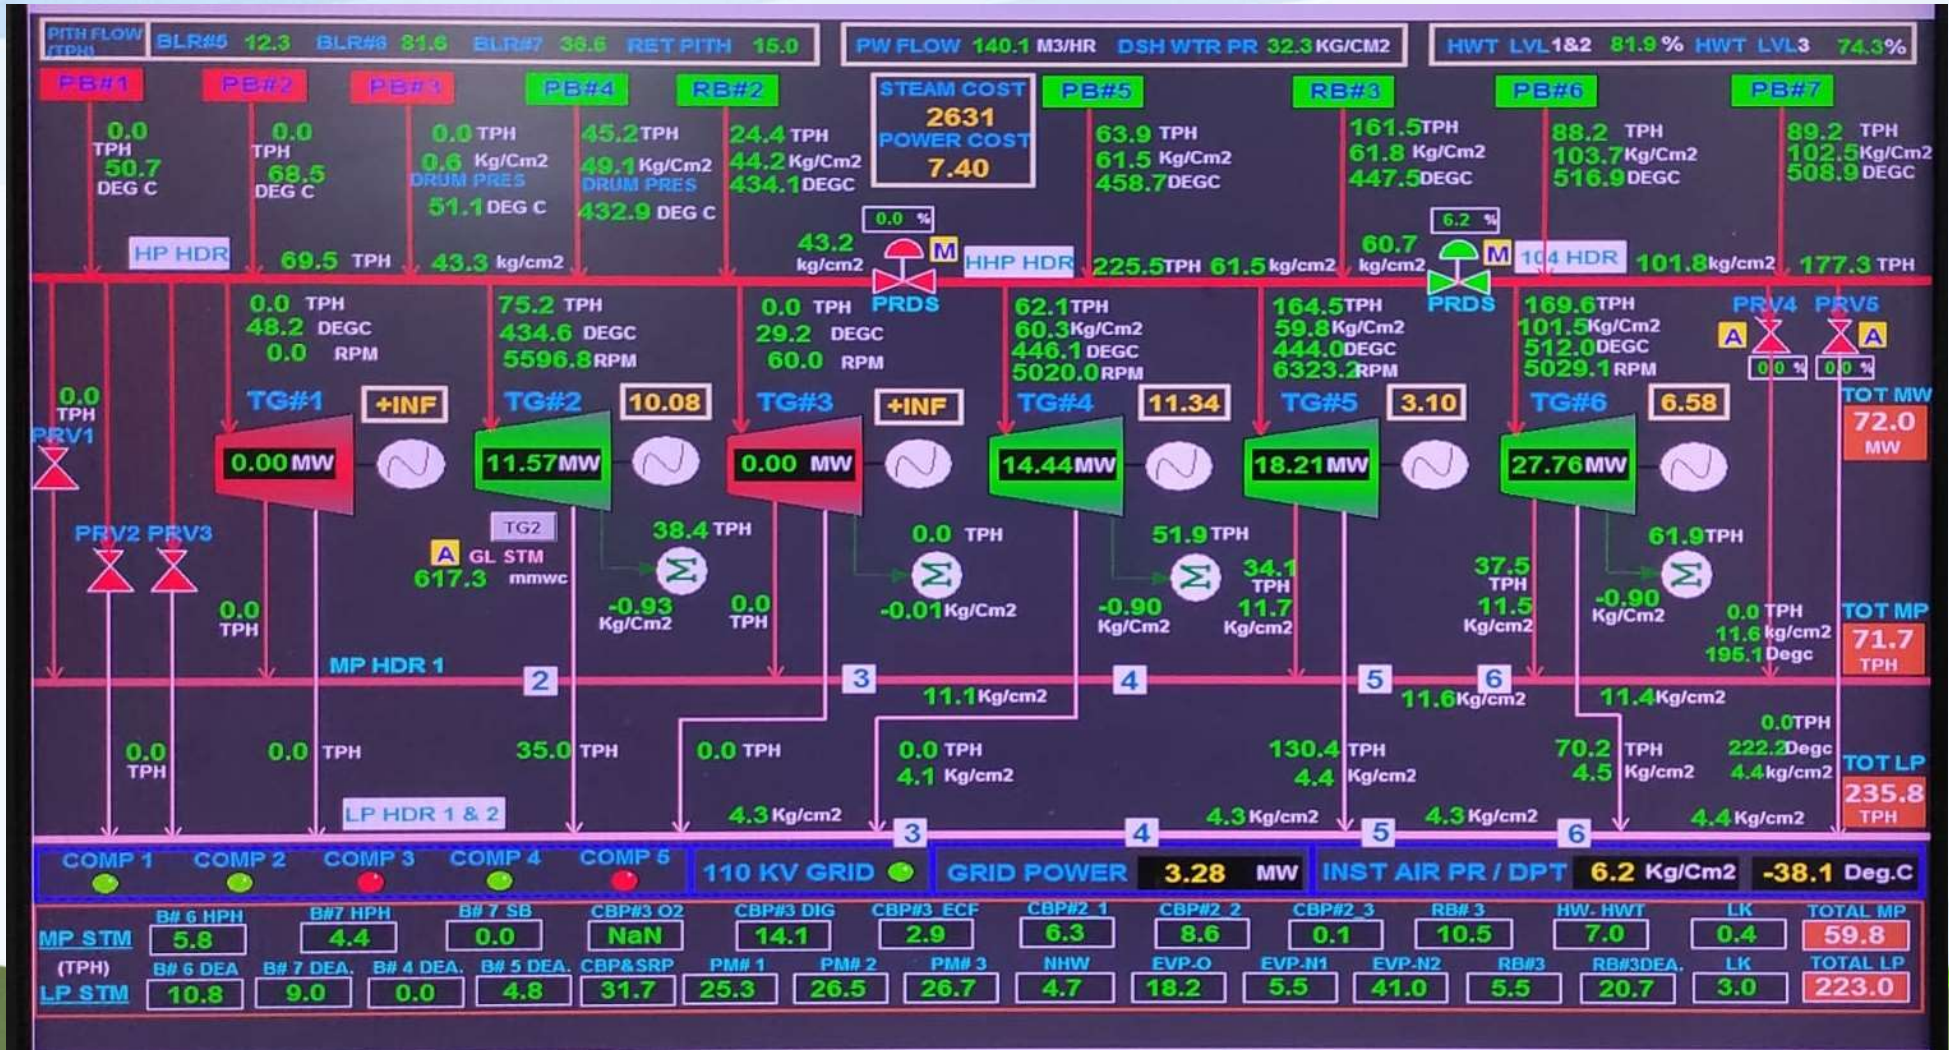 PITH FLOW (TPH) BLR#5 12.3 BLR#6 81.6 BLR#7 36.6 RET PITH 15.0
PW FLOW 140.1 M3/HR DSH WTR PR 32.3 KG/CM2
HWT LVL1&2 81.9 % HWT LVL3 74.3%
PB#1 PB#2 PB#3 PB#4 RB#2 STEAM COST PB#5 RB#3 PB#6 PB#7
2631
POWER COST
7.40
0.0 TPH
50.7 DEG C
0.0 TPH
68.5 DEG C
0.0 TPH
0.6 Kg/Cm2
DRUM PRES
51.1 DEG C
45.2 TPH
49.1 Kg/Cm2
DRUM PRES
432.9 DEG C
24.4 TPH
44.2 Kg/Cm2
434.1 DEGC
63.9 TPH
61.5 Kg/Cm2
458.7 DEGC
161.5 TPH
61.8 Kg/Cm2
447.5 DEGC
88.2 TPH
103.7 Kg/Cm2
516.9 DEGC
89.2 TPH
102.5 Kg/Cm2
508.9 DEGC
0.0 %
6.2 %
HP HDR 69.5 TPH 43.3 kg/cm2
43.2 kg/cm2 M
PRDS
HHP HDR 225.5 TPH 61.5 kg/cm2
60.7 kg/cm2 M
PRDS
104 HDR 101.8 kg/cm2 177.3 TPH
0.0 TPH
48.2 DEGC
0.0 RPM
75.2 TPH
434.6 DEGC
5596.8 RPM
0.0 TPH
29.2 DEGC
60.0 RPM
62.1 TPH
60.3 Kg/Cm2
446.1 DEGC
5020.0 RPM
164.5 TPH
59.8 Kg/Cm2
444.0 DEGC
6323.2 RPM
169.6 TPH
101.5 Kg/Cm2
512.0 DEGC
5029.1 RPM
PRV4 PRV5
A A
0.0 % 0.0 %
0.0 TPH
PRV1
TG#1 +INF TG#2 10.08 TG#3 +INF TG#4 11.34 TG#5 3.10 TG#6 6.58
TOT MW
72.0
MW
0.00 MW 11.57 MW 0.00 MW 14.44 MW 18.21 MW 27.76 MW
PRV2 PRV3
TG2
A GL STM
617.3 mmwc
38.4 TPH
-0.93 Kg/Cm2
0.0 TPH
-0.01 Kg/Cm2
51.9 TPH
-0.90 Kg/Cm2
34.1 TPH
11.7 Kg/Cm2
37.5 TPH
11.5 Kg/Cm2
61.9 TPH
-0.90 Kg/Cm2
0.0 TPH
0.0 TPH
0.0 TPH
11.6 kg/cm2
195.1 Degc
TOT MP
71.7
TPH
MP HDR 1 2 3 4 5 6
11.1 Kg/cm2 11.6 Kg/cm2 11.4 Kg/cm2
0.0 TPH
0.0 TPH
35.0 TPH
0.0 TPH
0.0 TPH
4.1 Kg/cm2
130.4 TPH
4.4 Kg/cm2
70.2 TPH
4.5 Kg/cm2
0.0 TPH
222.2 Degc
4.4 kg/cm2
TOT LP
235.8
TPH
LP HDR 1 & 2
4.3 Kg/cm2 4.3 Kg/cm2 4.3 Kg/cm2 4.4 Kg/cm2
3 4 5 6
COMP 1 COMP 2 COMP 3 COMP 4 COMP 5
110 KV GRID GRID POWER 3.28 MW INST AIR PR / DPT 6.2 Kg/Cm2 -38.1 Deg.C
B# 6 HPH B#7 HPH B# 7 SB CBP#3 O2 CBP#3 DIG CBP#3_ECF CBP#2_1 CBP#2_2 CBP#2_3 RB# 3 HW- HWT LK TOTAL MP
MP STM 5.8 4.4 0.0 NaN 14.1 2.9 6.3 8.6 0.1 10.5 7.0 0.4 59.8
(TPH) B# 6 DEA B# 7 DEA. B# 4 DEA. B# 5 DEA. CBP&SRP PM# 1 PM# 2 PM# 3 NHW EVP-O EVP-N1 EVP-N2 RB#3 RB#3DEA. LK TOTAL LP
LP STM 10.8 9.0 0.0 4.8 31.7 25.3 26.5 26.7 4.7 18.2 5.5 41.0 5.5 20.7 3.0 223.0